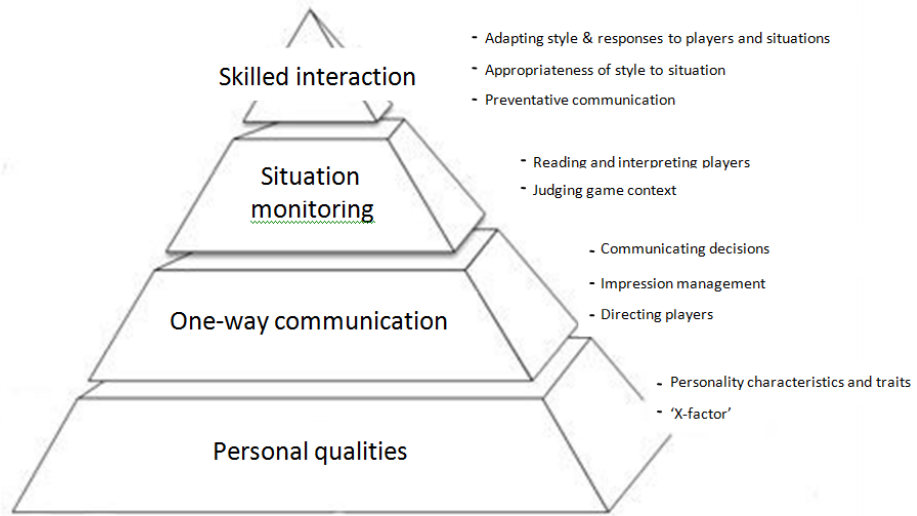 Skilled interaction
- Adapting style & responses to players and situations
- Appropriateness of style to situation
- Preventative communication
Situation
monitoring
- Reading and interpreting players
- Judging game context
One-way communication
- Communicating decisions
- Impression management
- Directing players
Personal qualities
- Personality characteristics and traits
- ‘X-factor’